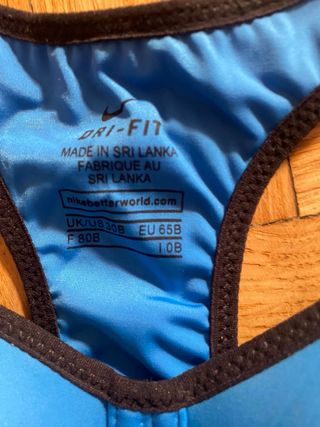 DRI-FIT
MADE IN SRI LANKA
FABRIQUE AU
SRI LANKA
nikebetterworld.com
UK/US 30B EU 65B
F 80B I 0B